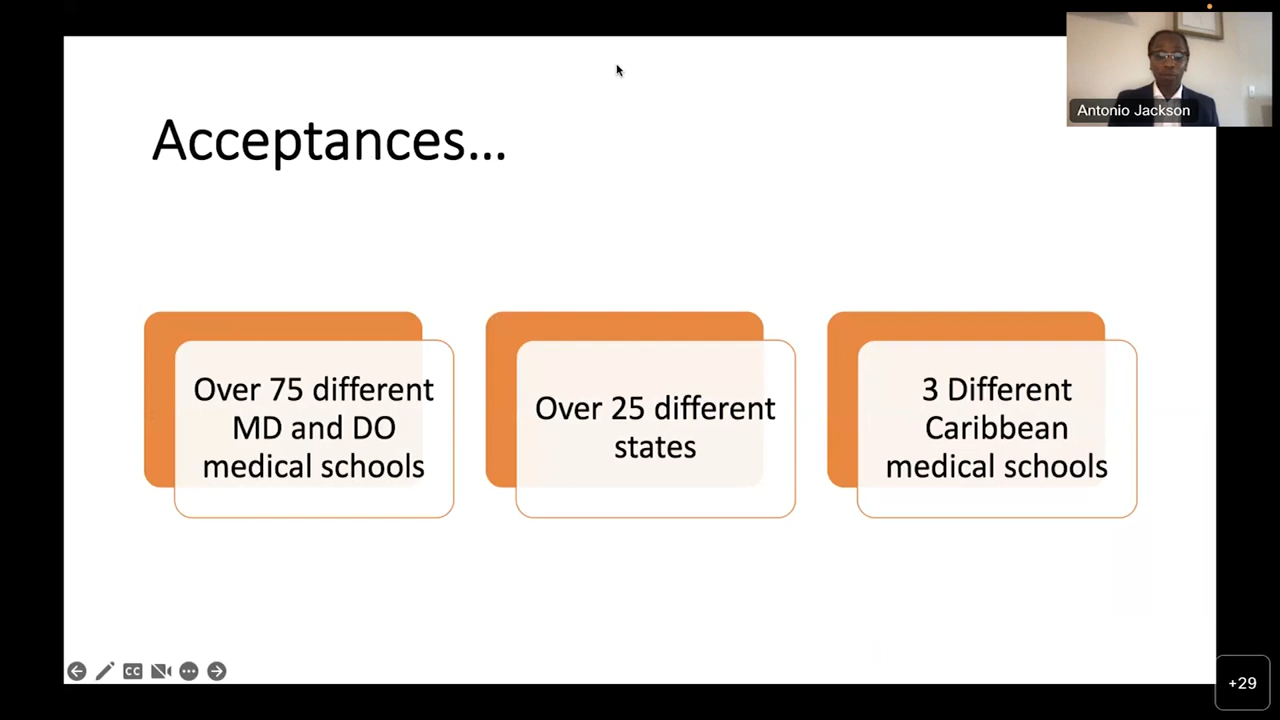 Acceptances...
Over 75 different
MD and DO
medical schools
Over 25 different
states
3 Different
Caribbean
medical schools
Antonio Jackson
CC
+29